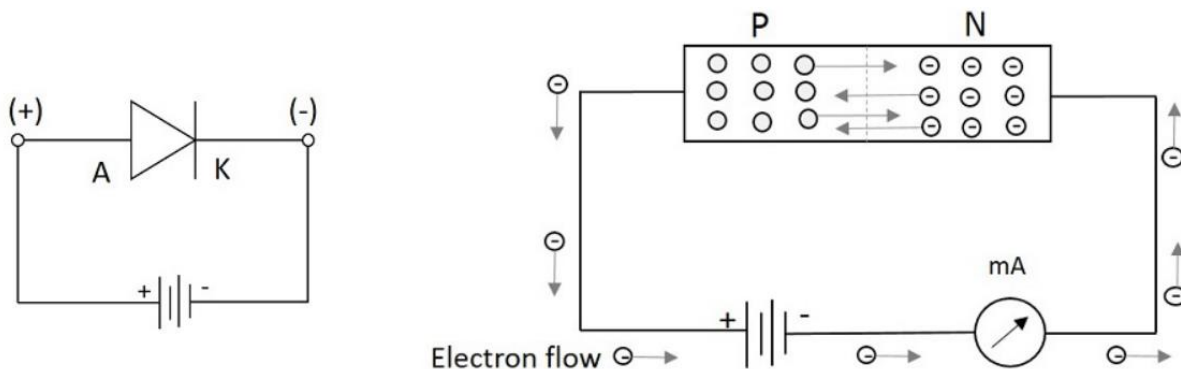 (+)
(-)
A
K
+
-
P
N
mA
+
-
Electron flow